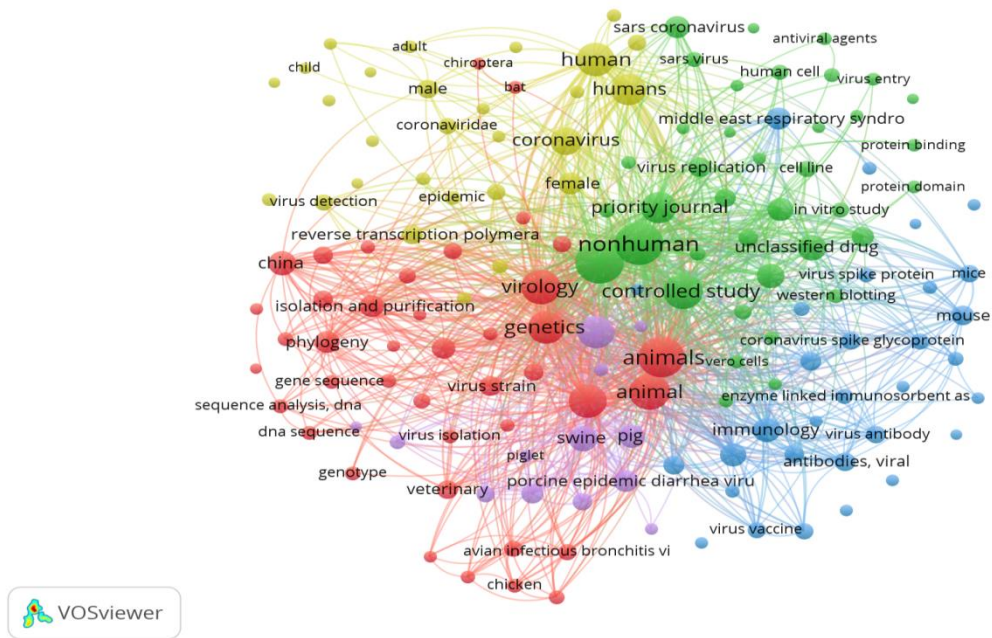 sars coronavirus
antiviral agents
adult
human
sars virus
chiroptera
child
human cell
virus entry
male
bat
humans
middle east respiratory syndro
coronaviridae
coronavirus
protein binding
virus replication
cell line
female
protein domain
virus detection
epidemic
priority journal
in vitro study
reverse transcription polymera
nonhuman
unclassified drug
china
virus spike protein
mice
virology
controlled study
western blotting
isolation and purification
mouse
genetics
phylogeny
coronavirus spike glycoprotein
animals
vero cells
gene sequence
virus strain
animal
enzyme linked immunosorbent as
sequence analysis, dna
dna sequence
virus isolation
swine
pig
immunology
virus antibody
piglet
antibodies, viral
genotype
veterinary
porcine epidemic diarrhea viru
virus vaccine
avian infectious bronchitis vi
chicken
VOSviewer